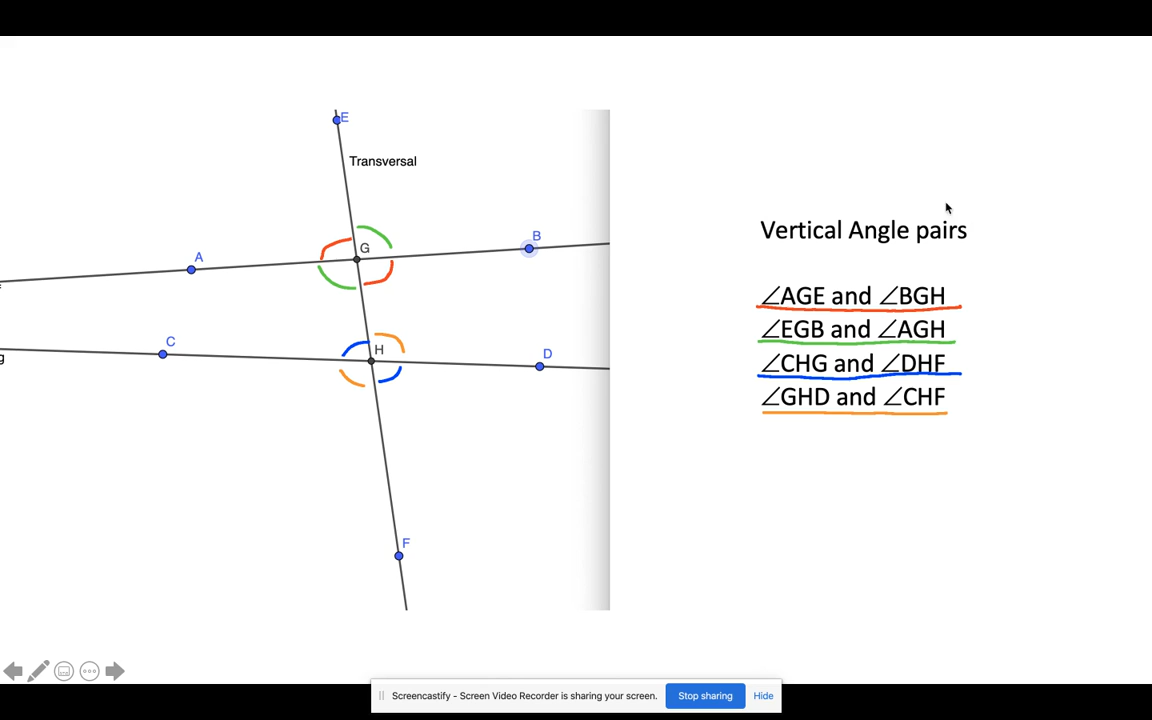 E
Transversal
B
G
A
f
H
C
D
g
F
Vertical Angle pairs
∠AGE and ∠BGH
∠EGB and ∠AGH
∠CHG and ∠DHF
∠GHD and ∠CHF
Screencastify - Screen Video Recorder is sharing your screen.
Stop sharing
Hide